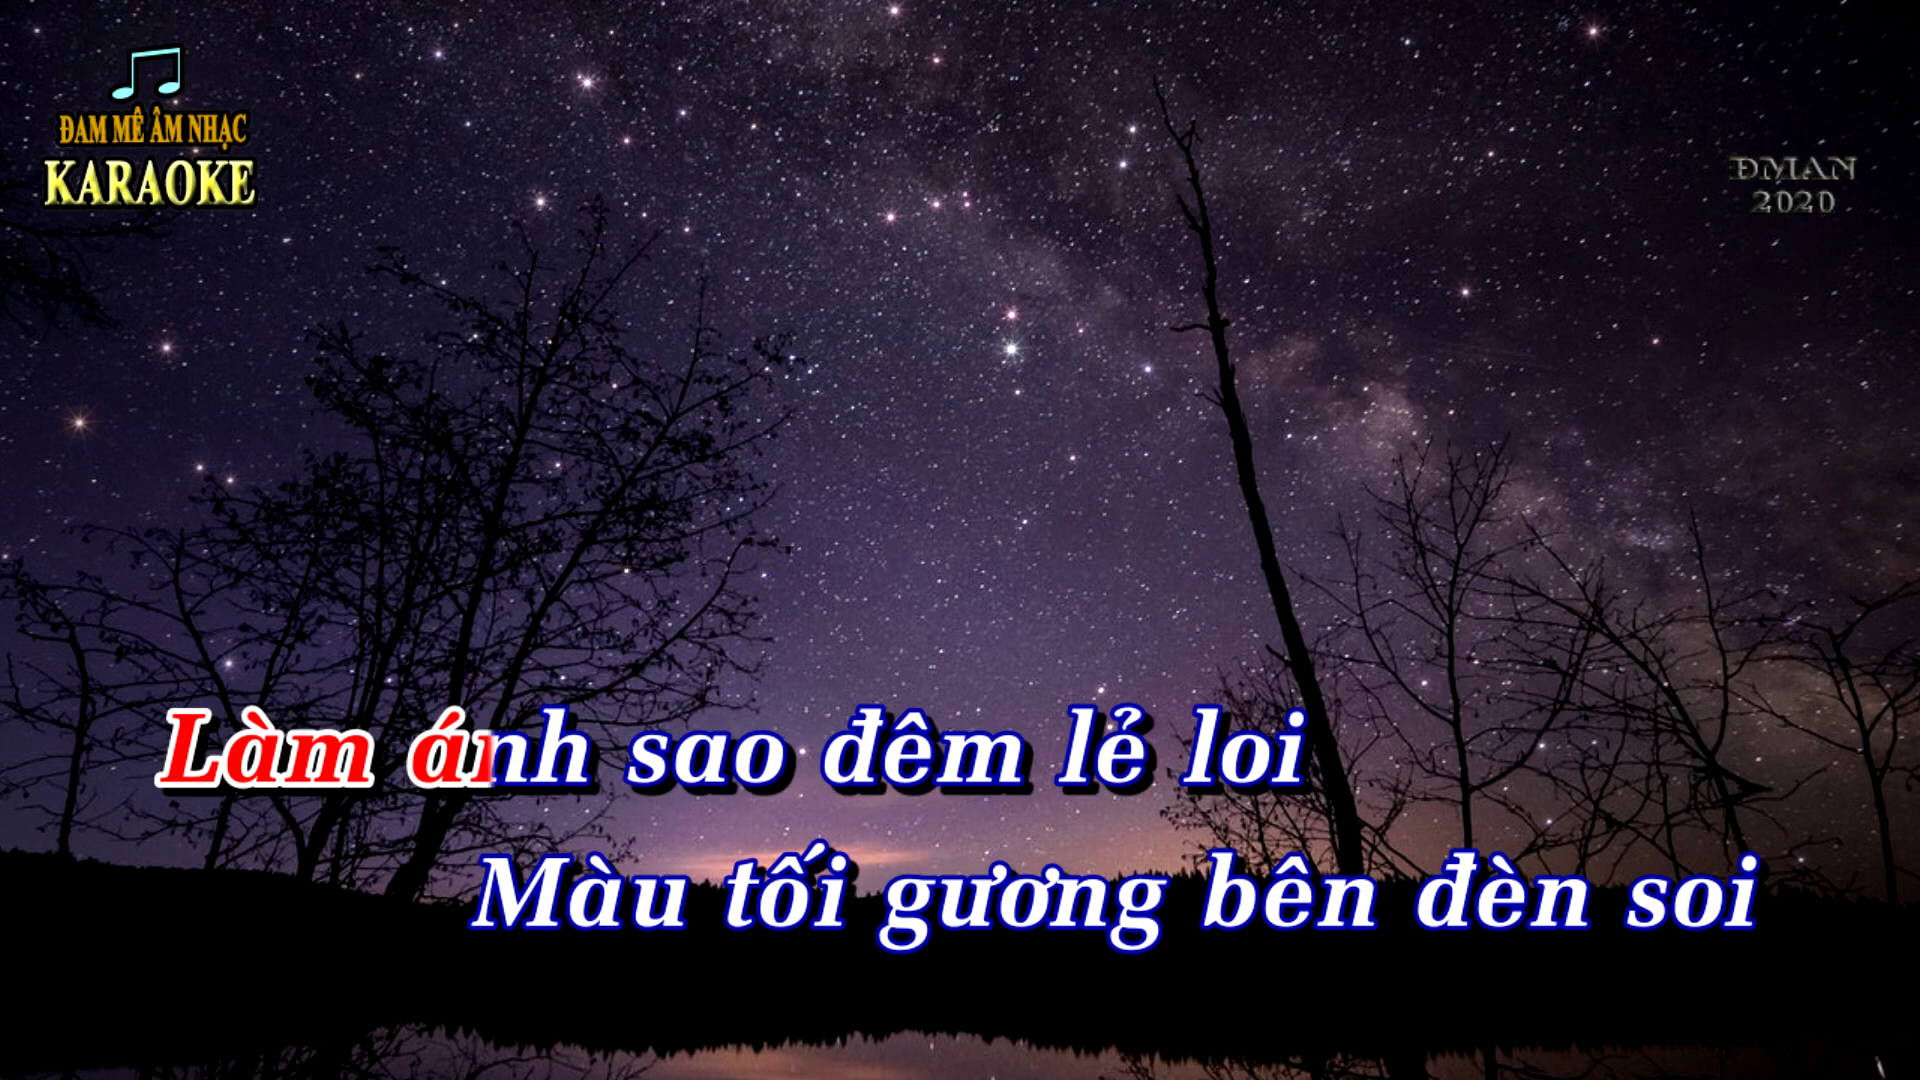 ĐAM MÊ ÂM NHẠC
KARAOKE
ĐMAN
2020
Làm ánh sao đêm lẻ loi
Màu tối gương bên đèn soi